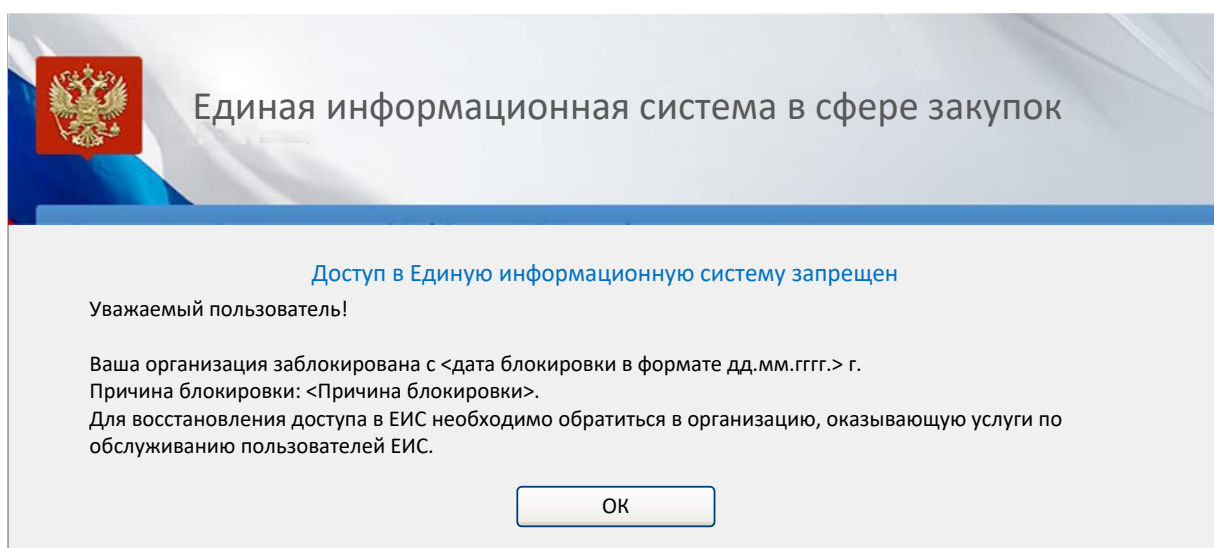 Единая информационная система в сфере закупок
Доступ в Единую информационную систему запрещен
Уважаемый пользователь!
Ваша организация заблокирована с <дата блокировки в формате дд.мм.гггг.> г.
Причина блокировки: <Причина блокировки>.
Для восстановления доступа в ЕИС необходимо обратиться в организацию, оказывающую услуги по
обслуживанию пользователей ЕИС.
ОК